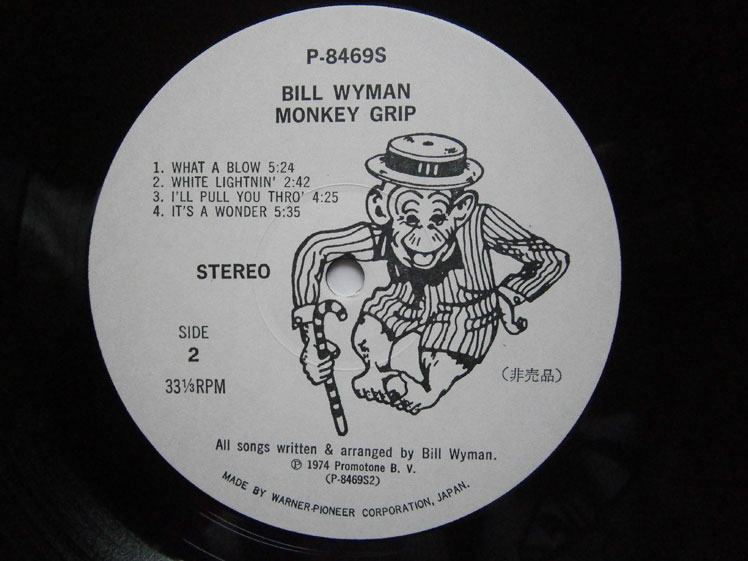 P-8469S
BILL WYMAN
MONKEY GRIP
1. WHAT A BLOW 5:24
2. WHITE LIGHTNIN' 2:42
3. I'LL PULL YOU THRO' 4:25
4. IT'S A WONDER 5:35
STEREO
SIDE
2
33⅓RPM
(非売品)
All songs written & arranged by Bill Wyman.
Ⓟ 1974 Promotone B. V.
(P-8469S2)
MADE BY WARNER-PIONEER CORPORATION, JAPAN.